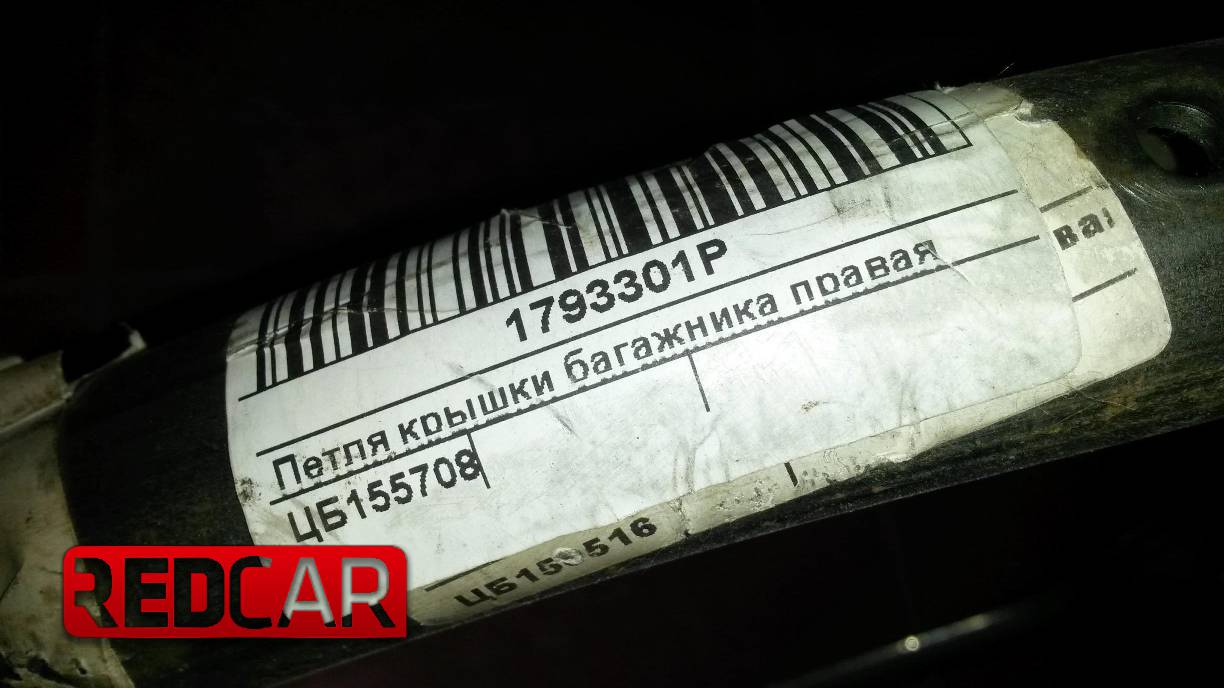 1793301P
Петля крышки багажника правая
ЦБ155708
REDCAR